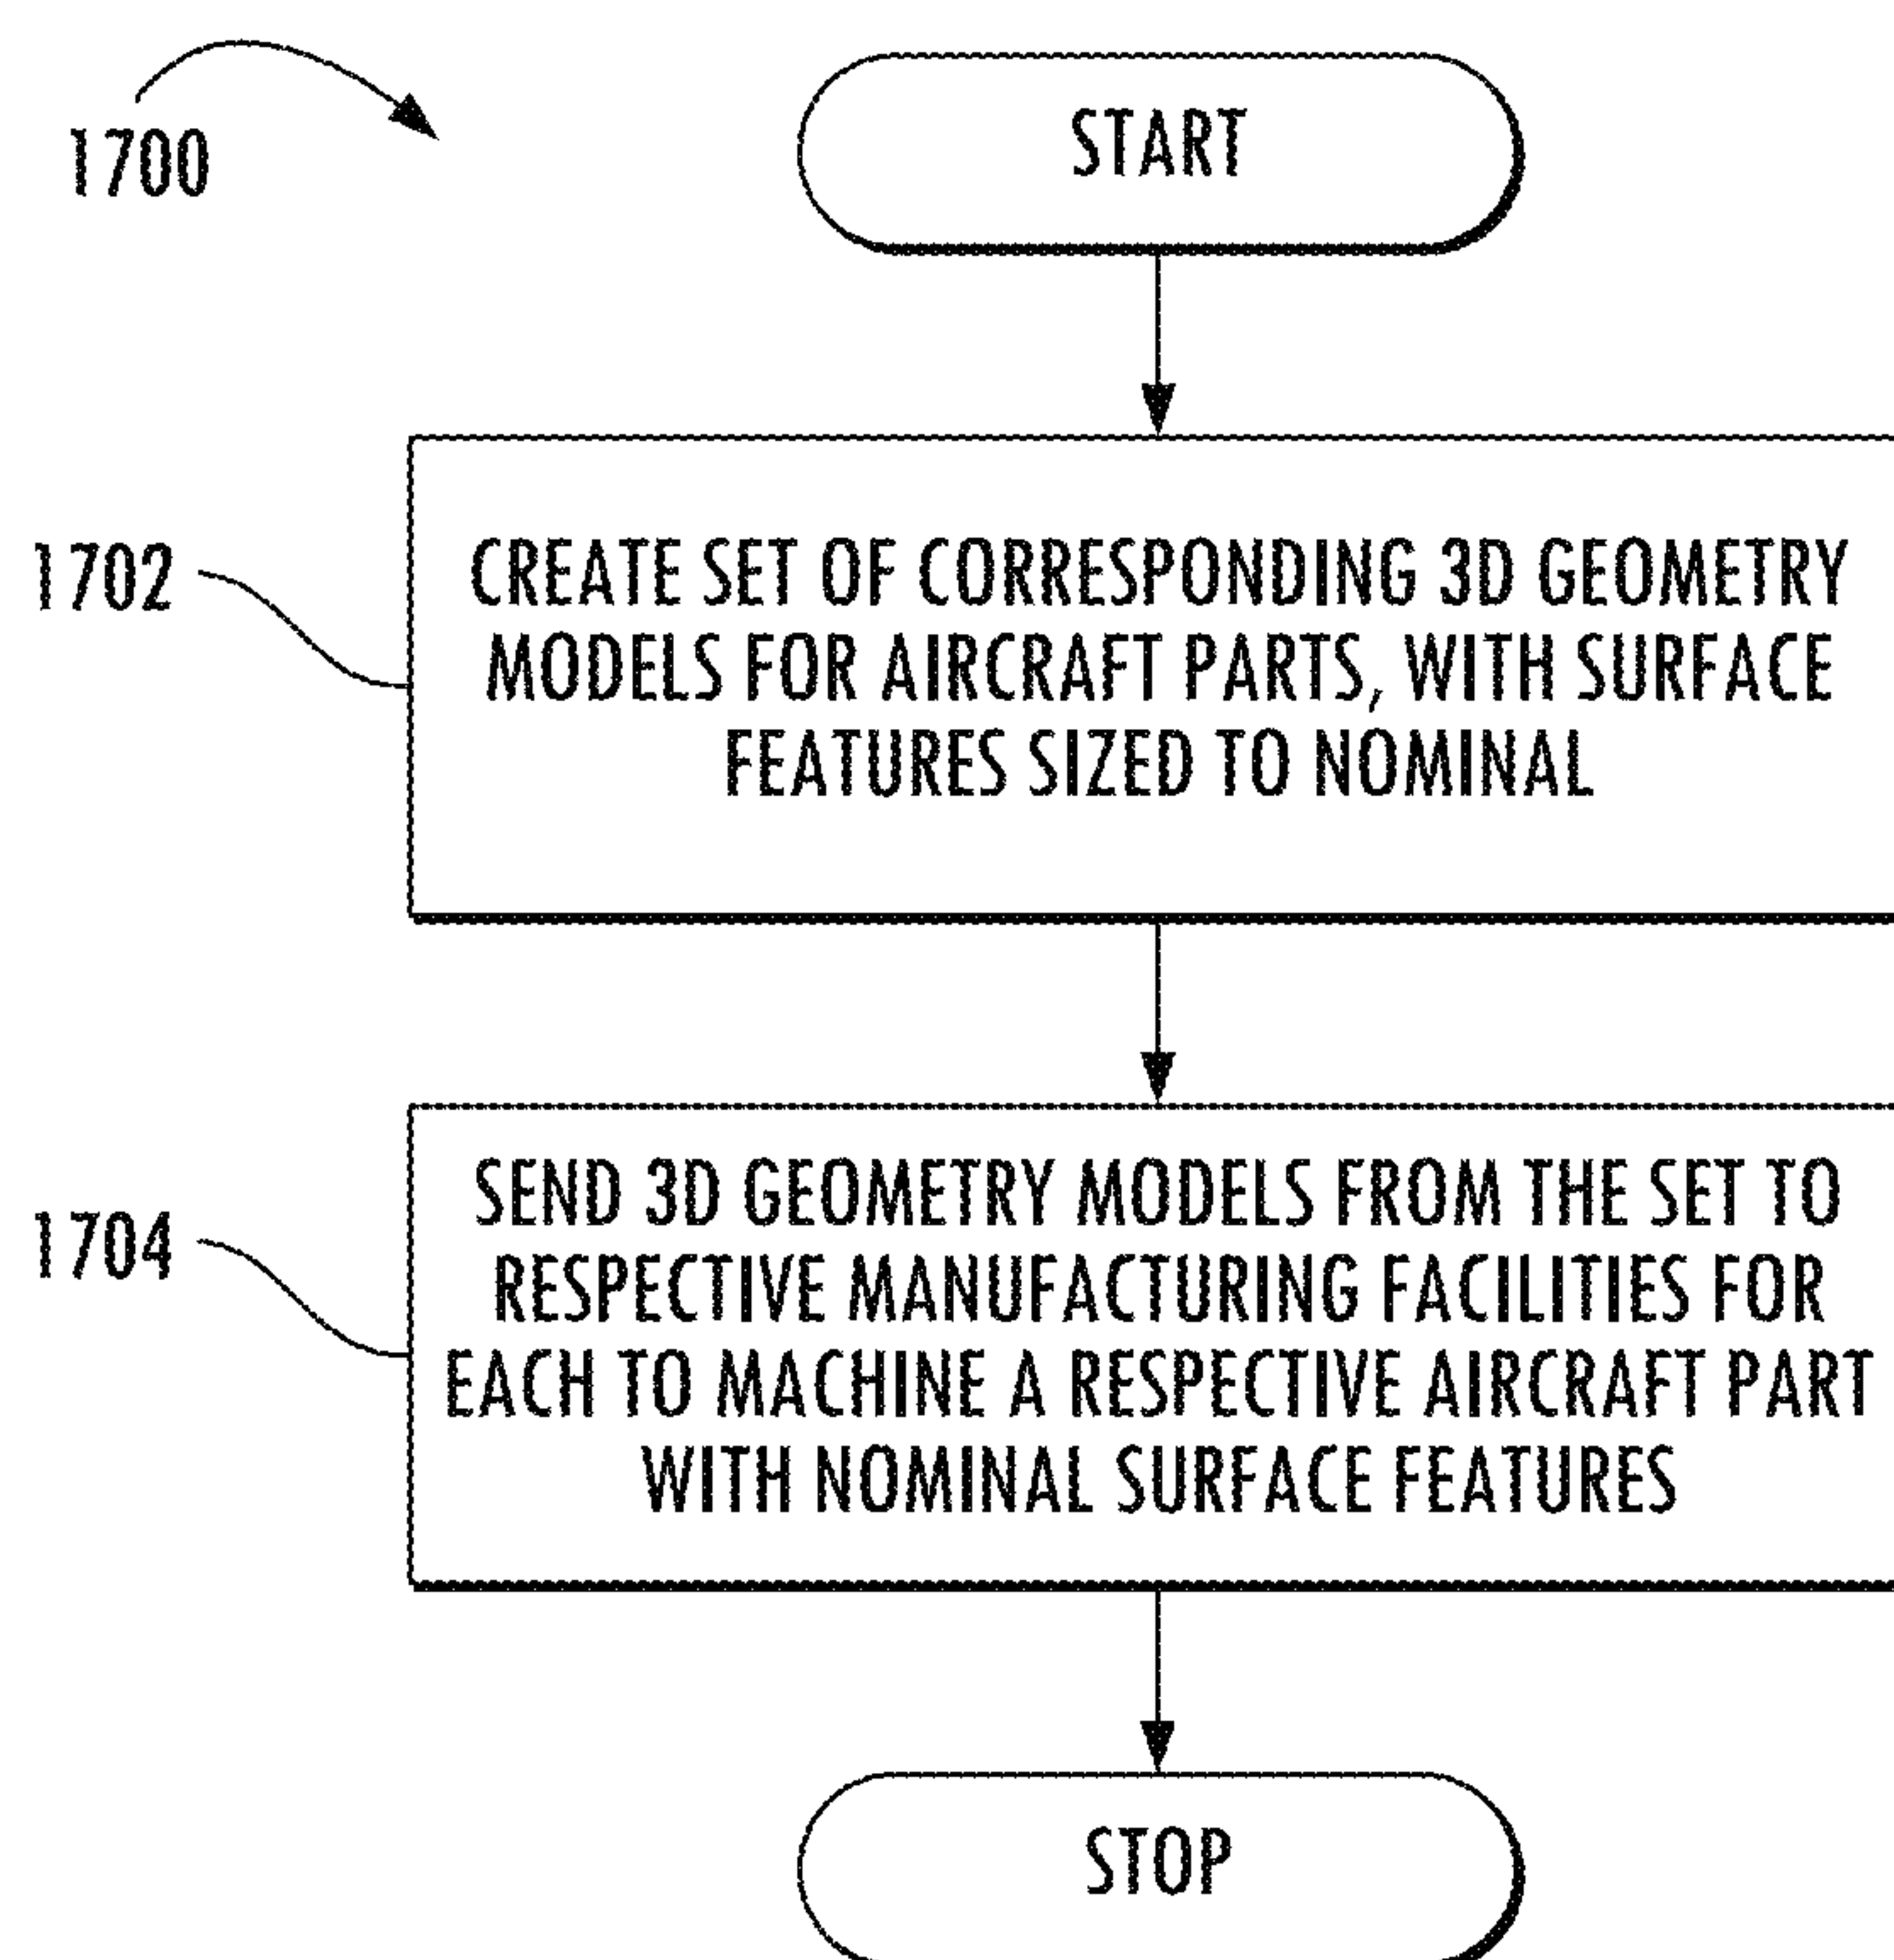 1700
START
1702
CREATE SET OF CORRESPONDING 3D GEOMETRY
MODELS FOR AIRCRAFT PARTS, WITH SURFACE
FEATURES SIZED TO NOMINAL
1704
SEND 3D GEOMETRY MODELS FROM THE SET TO
RESPECTIVE MANUFACTURING FACILITIES FOR
EACH TO MACHINE A RESPECTIVE AIRCRAFT PART
WITH NOMINAL SURFACE FEATURES
STOP